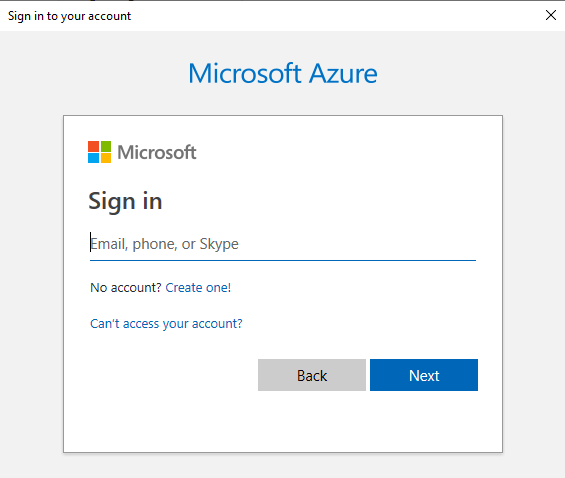 Sign in to your account
Microsoft Azure
Microsoft
Sign in
Email, phone, or Skype
No account? Create one!
Can't access your account?
Back
Next